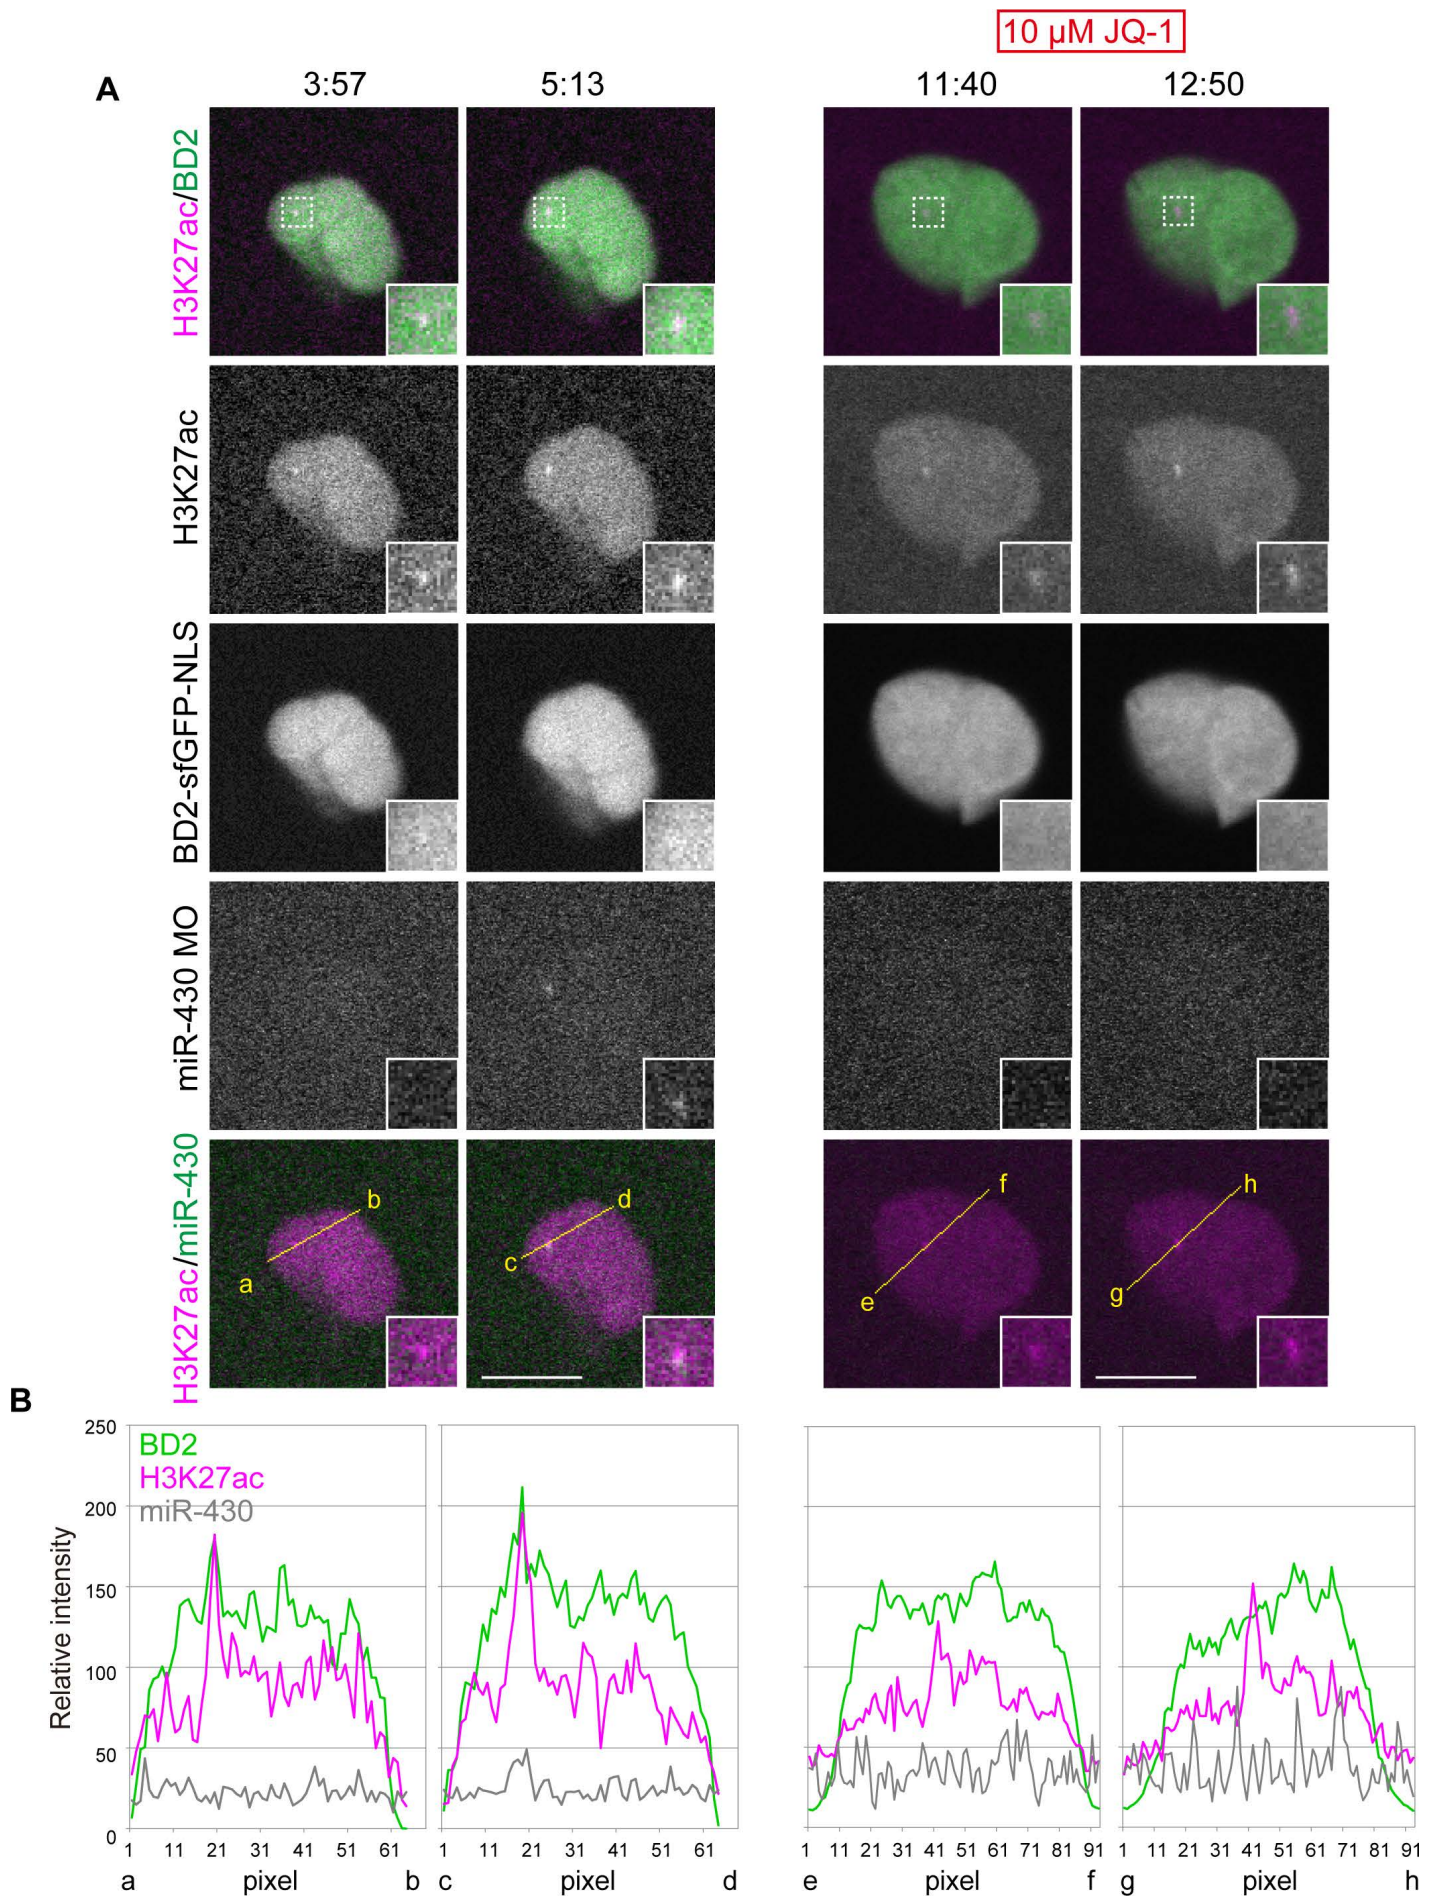 10 µM JQ-1
A
3:57 5:13 11:40 12:50
H3K27ac/BD2
H3K27ac
BD2-sfGFP-NLS
miR-430 MO
H3K27ac/miR-430
a b c d e f g h
B
BD2
H3K27ac
miR-430
Relative intensity
250
200
150
100
50
0
1 11 21 31 41 51 61 1 11 21 31 41 51 61 1 11 21 31 41 51 61 71 81 91 1 11 21 31 41 51 61 71 81 91
a pixel b c pixel d e pixel f g pixel h